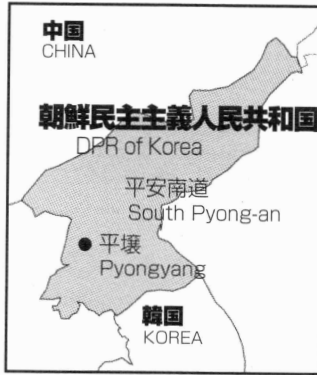 中国
CHINA
朝鮮民主主義人民共和国
DPR of Korea
平安南道
South Pyong-an
平壌
Pyongyang
韓国
KOREA